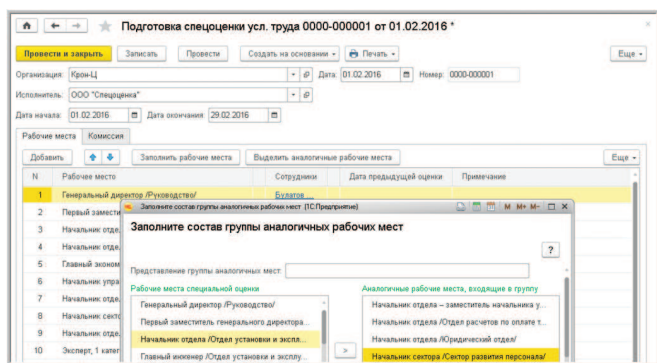 Подготовка спецоценки усл. труда 0000-000001 от 01.02.2016 *
Провести и закрыть Записать Провести Создать на основании Печать Еще
Организация: Крон-Ц Дата: 01.02.2016 Номер: 0000-000001
Исполнитель: ООО "Спецоценка"
Дата начала: 01.02.2016 Дата окончания: 29.02.2016
Рабочие места Комиссия
Добавить Заполнить рабочие места Выделить аналогичные рабочие места Еще
N Рабочее место Сотрудники Дата предыдущей оценки Примечание
1 Генеральный директор /Руководство/ Булатов ...
2 Первый замести
3 Начальник отде
4 Начальник отде
5 Главный эконом
6 Начальник упра
7 Начальник отде
8 Начальник секто
9 Начальник отде
10 Эксперт, 1 катег
Заполните состав группы аналогичных рабочих мест (1С:Предприятие) M M+ M-
Заполните состав группы аналогичных рабочих мест
?
Представление группы аналогичных мест:
Рабочие места специальной оценки
Генеральный директор /Руководство/
Первый заместитель генерального директора...
Начальник отдела /Отдел установки и экспл...
Главный инженер /Отдел установки и эксплу...
>
Аналогичные рабочие места, входящие в группу
Начальник отдела – заместитель начальника у...
Начальник отдела /Отдел расчетов по оплате т...
Начальник отдела /Юридический отдел/
Начальник сектора /Сектор развития персонала/